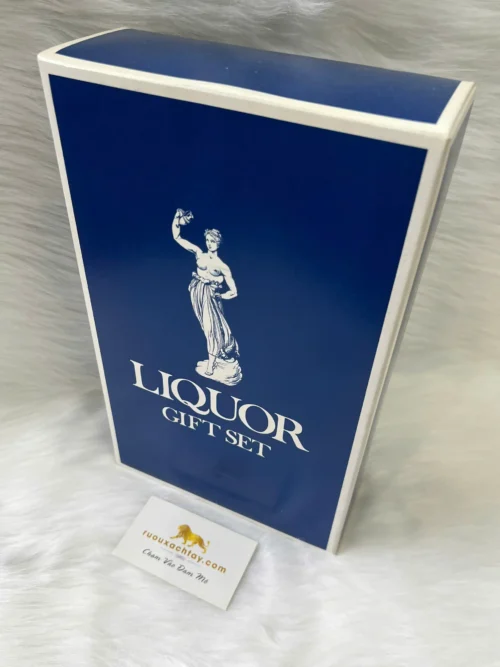 LIQUOR
GIFT SET
ruouxachtay.com
Chạm Vào Đam Mê